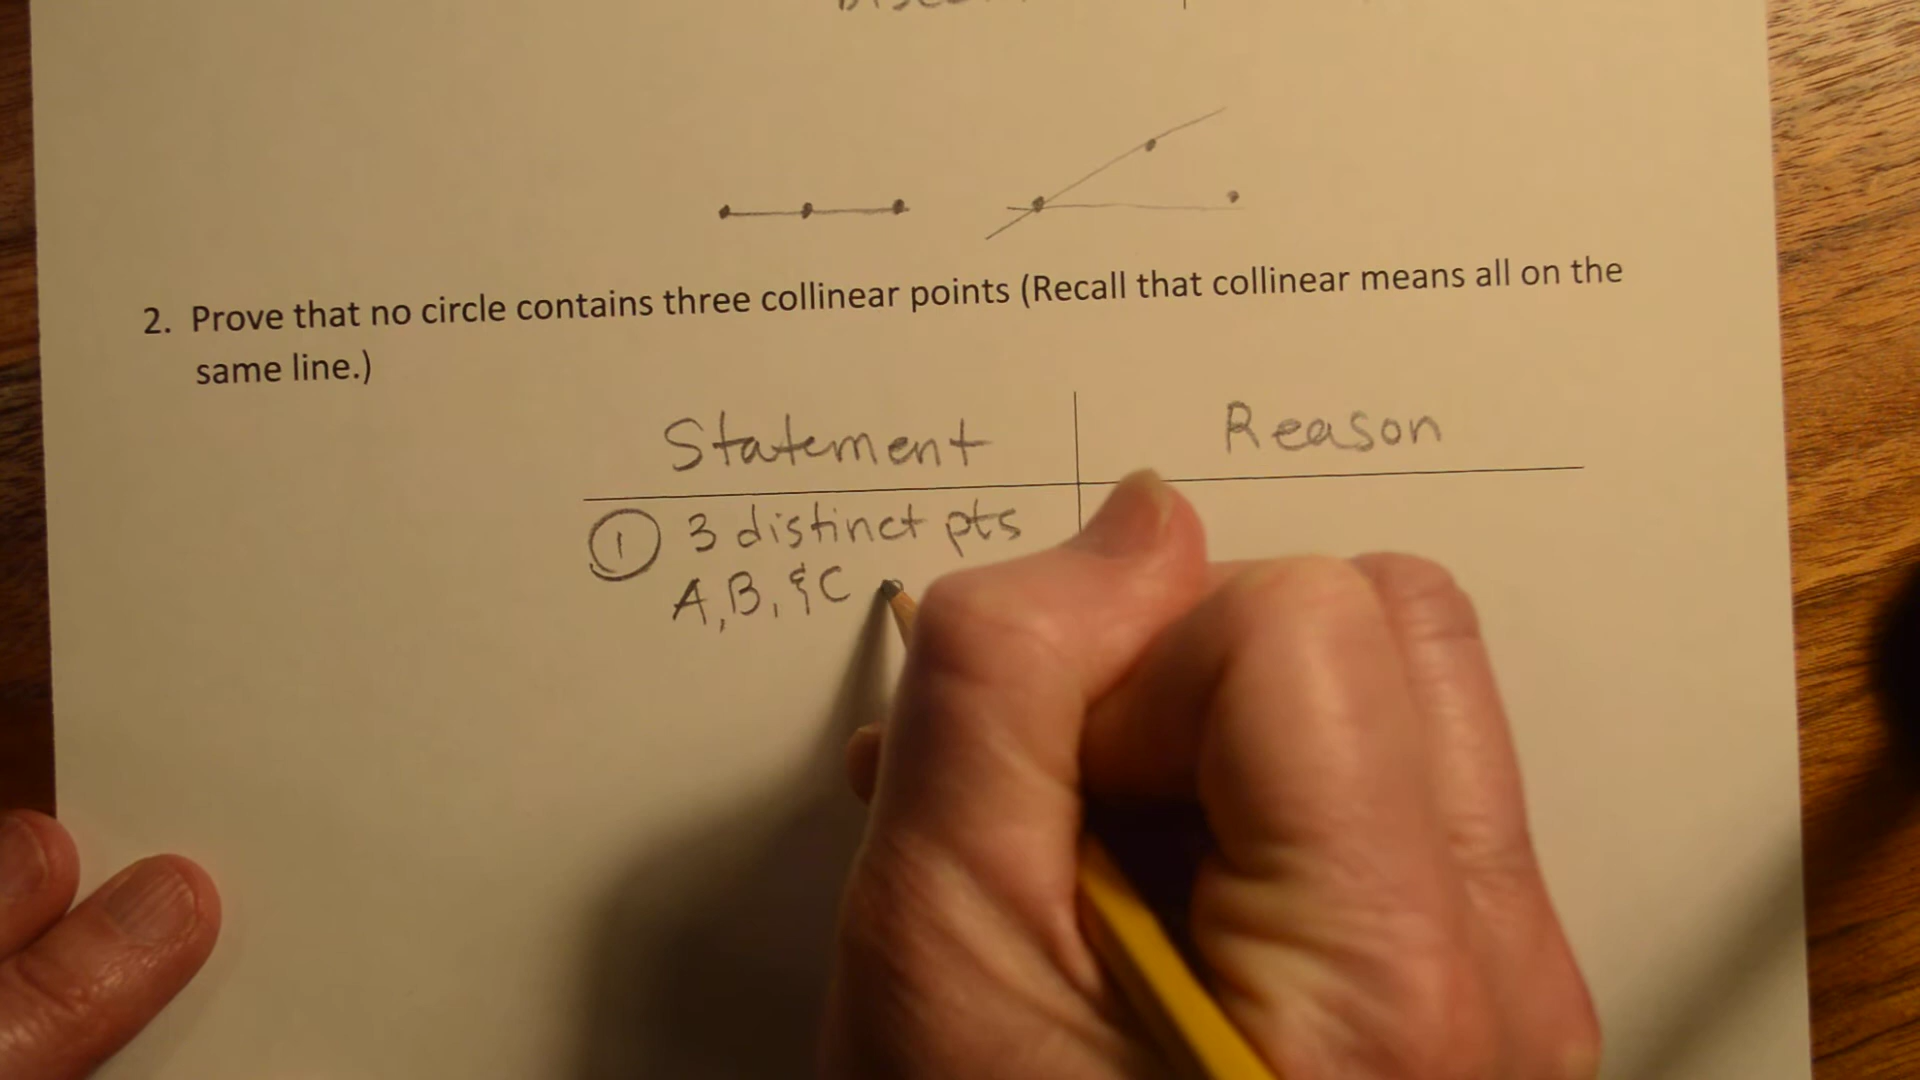 2. Prove that no circle contains three collinear points (Recall that collinear means all on the
same line.)
Statement Reason
1 3 distinct pts
A, B, & C